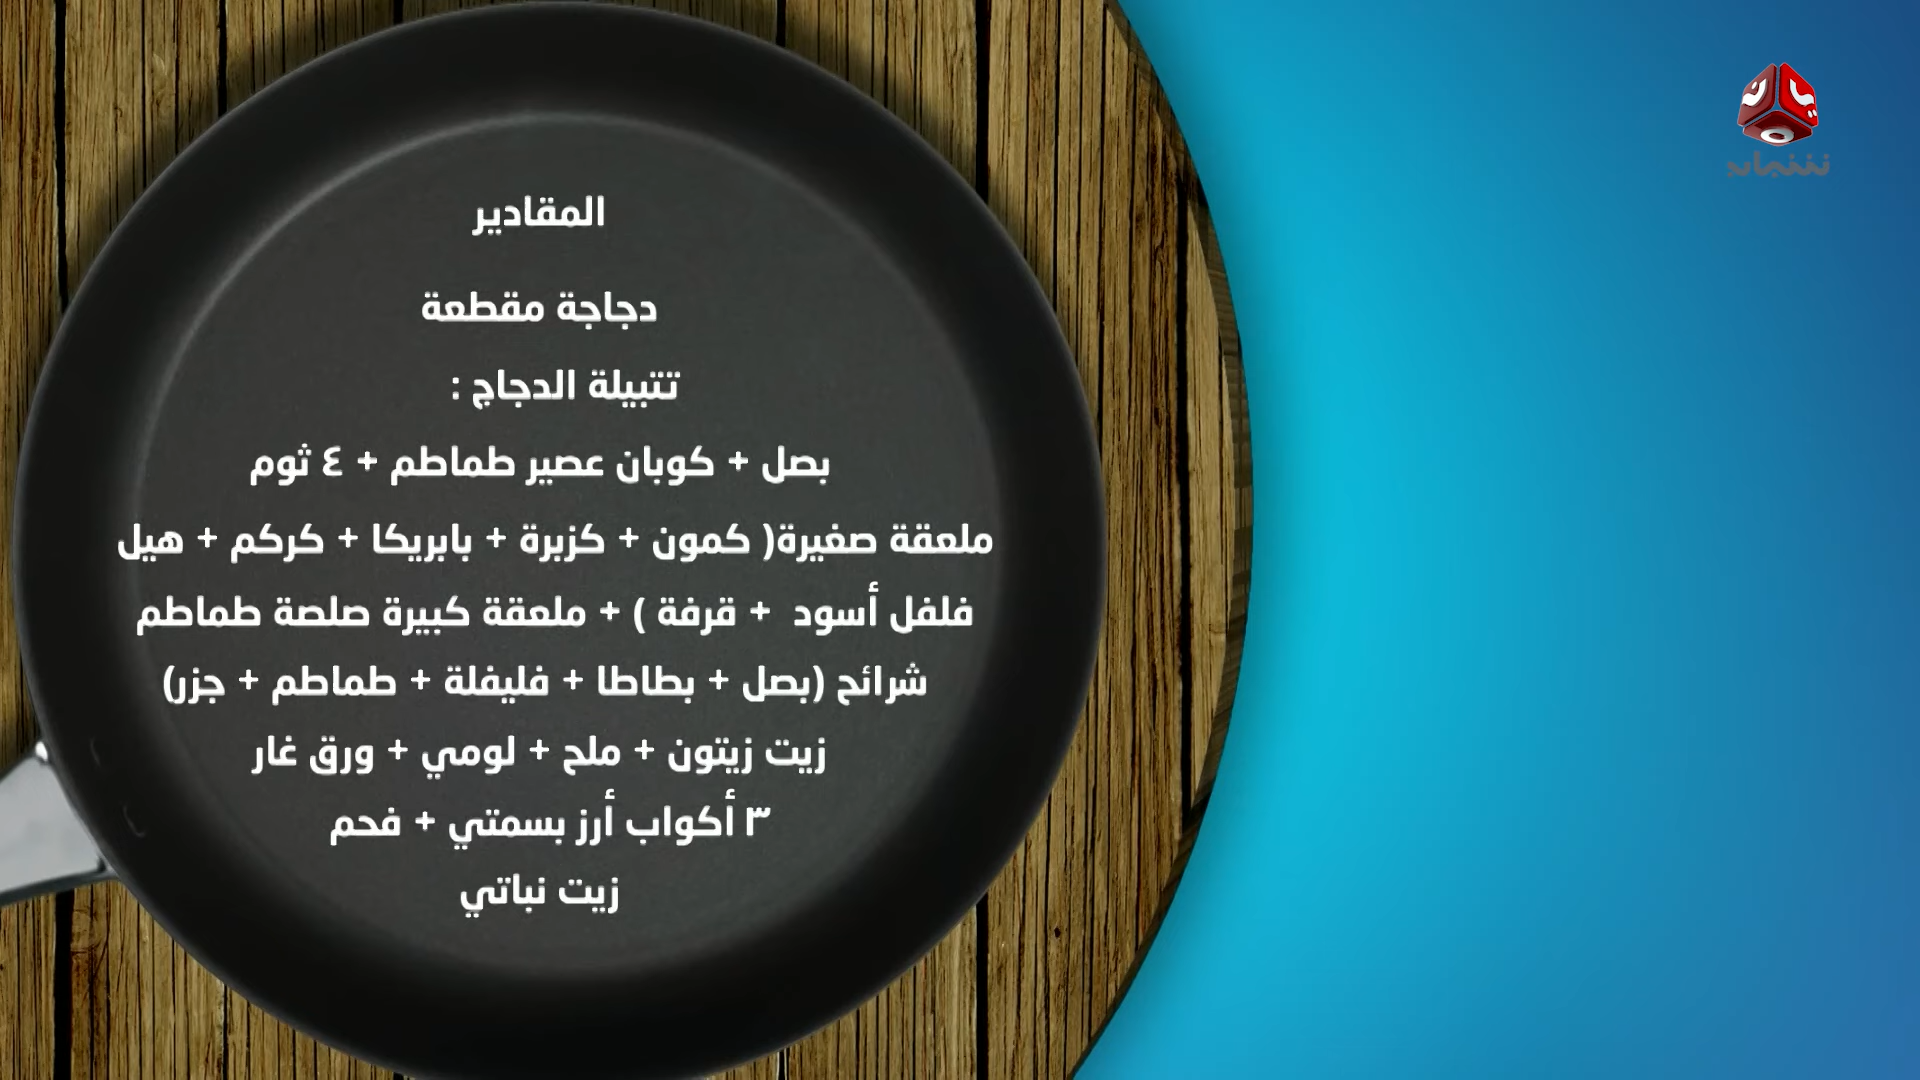 المقادير
دجاجة مقطعة
تتبيلة الدجاج :
بصل + كوبان عصير طماطم + ٤ ثوم
ملعقة صغيرة( كمون + كزبرة + بابريكا + كركم + هيل
فلفل أسود + قرفة ) + ملعقة كبيرة صلصة طماطم
شرائح (بصل + بطاطا + فليفلة + طماطم + جزر)
زيت زيتون + ملح + لومي + ورق غار
٣ أكواب أرز بسمتي + فحم
زيت نباتي